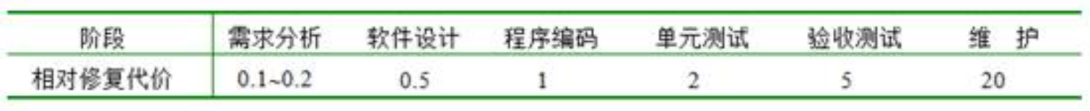 阶段 需求分析 软件设计 程序编码 单元测试 验收测试 维 护
相对修复代价 0.1~0.2 0.5 1 2 5 20